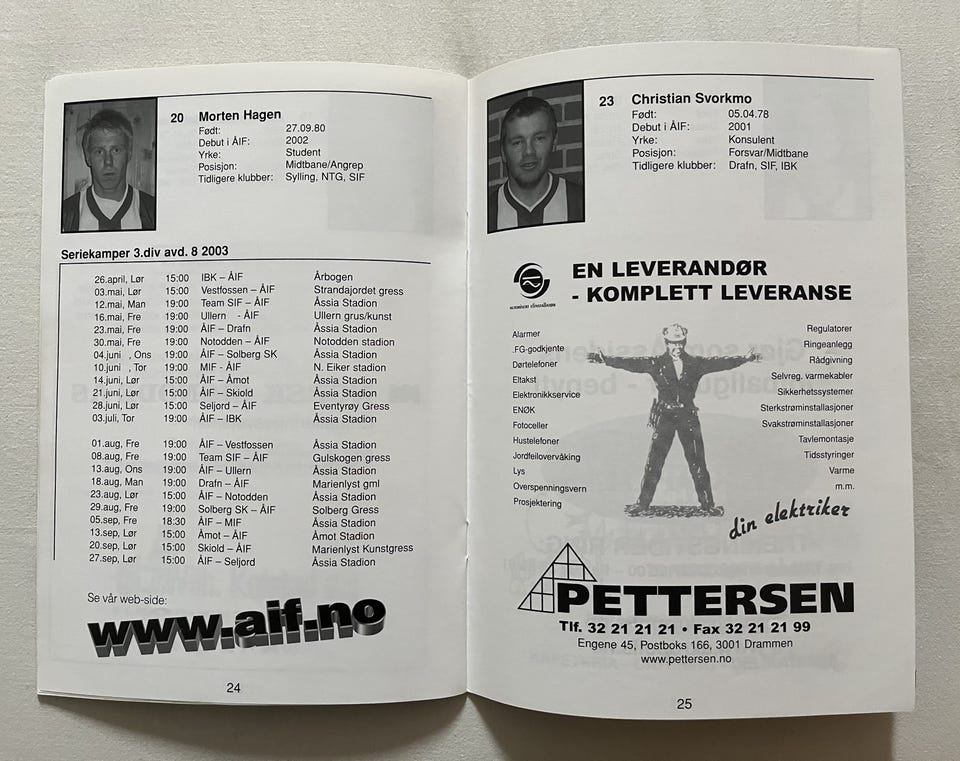 20 Morten Hagen
Født: 27.09.80
Debut i ÅIF: 2002
Yrke: Student
Posisjon: Midtbane/Angrep
Tidligere klubber: Sylling, NTG, SIF
Seriekamper 3.div avd. 8 2003
26.april, Lør 15:00 IBK – ÅIF Årbogen
03.mai, Lør 15:00 Vestfossen – ÅIF Strandajordet gress
12.mai, Man 19:00 Team SIF – ÅIF Åssia Stadion
16.mai, Fre 19:00 Ullern - ÅIF Ullern grus/kunst
23.mai, Fre 19:00 ÅIF – Drafn Åssia Stadion
30.mai, Fre 19:00 Notodden – ÅIF Notodden stadion
04.juni , Ons 19:00 ÅIF – Solberg SK Åssia Stadion
10.juni , Tor 19:00 MIF - ÅIF N. Eiker stadion
14.juni, Lør 15:00 ÅIF – Åmot Åssia Stadion
21.juni, Lør 15:00 ÅIF – Skiold Åssia Stadion
28.juni, Lør 15:00 Seljord – ÅIF Eventyrøy Gress
03.juli, Tor 19:00 ÅIF – IBK Åssia Stadion
01.aug, Fre 19:00 ÅIF – Vestfossen Åssia Stadion
08.aug, Fre 19:00 Team SIF – ÅIF Gulskogen gress
13.aug, Ons 19:00 ÅIF – Ullern Åssia Stadion
18.aug, Man 19:00 Drafn – ÅIF Marienlyst gml
23.aug, Lør 15:00 ÅIF – Notodden Åssia Stadion
29.aug, Fre 19:00 Solberg SK – ÅIF Solberg Gress
05.sep, Fre 18:30 ÅIF – MIF Åssia Stadion
13.sep, Lør 15:00 Åmot – ÅIF Åmot Stadion
20.sep, Lør 15:00 Skiold – ÅIF Marienlyst Kunstgress
27.sep, Lør 15:00 ÅIF – Seljord Åssia Stadion
Se vår web-side:
www.aif.no
24
23 Christian Svorkmo
Født: 05.04.78
Debut i ÅIF: 2001
Yrke: Konsulent
Posisjon: Forsvar/Midtbane
Tidligere klubber: Drafn, SIF, IBK
EN LEVERANDØR
- KOMPLETT LEVERANSE
Alarmer
.FG-godkjente
Dørtelefoner
Eltakst
Elektronikkservice
ENØK
Fotoceller
Hustelefoner
Jordfeilovervåking
Lys
Overspenningsvern
Prosjektering
Regulatorer
Ringeanlegg
Rådgivning
Selvreg. varmekabler
Sikkerhetssystemer
Sterkstrøminstallasjoner
Svakstrøminstallasjoner
Tavlemontasje
Tidsstyringer
Varme
m.m.
din elektriker
PETTERSEN
Tlf. 32 21 21 21 • Fax 32 21 21 99
Engene 45, Postboks 166, 3001 Drammen
www.pettersen.no
25